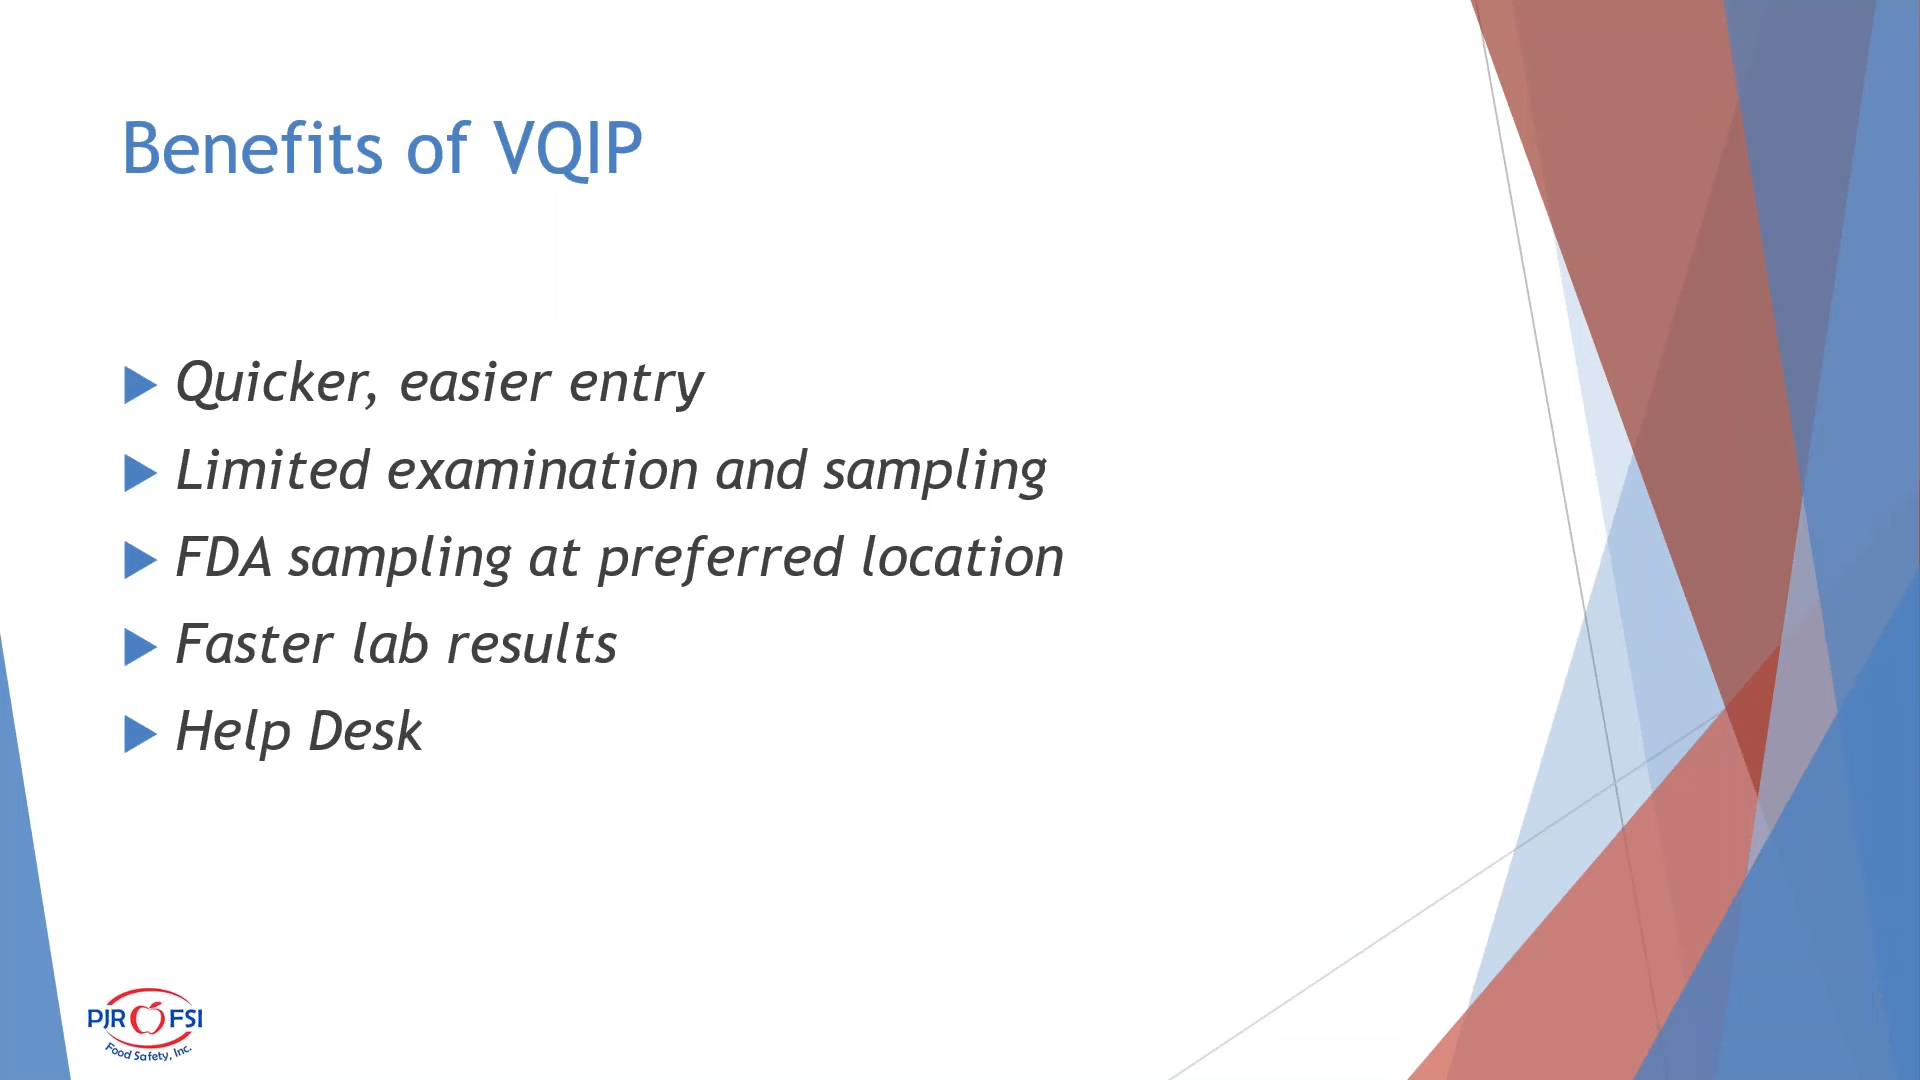 Benefits of VQIP
Quicker, easier entry
Limited examination and sampling
FDA sampling at preferred location
Faster lab results
Help Desk
PJR FSI
Food Safety, Inc.